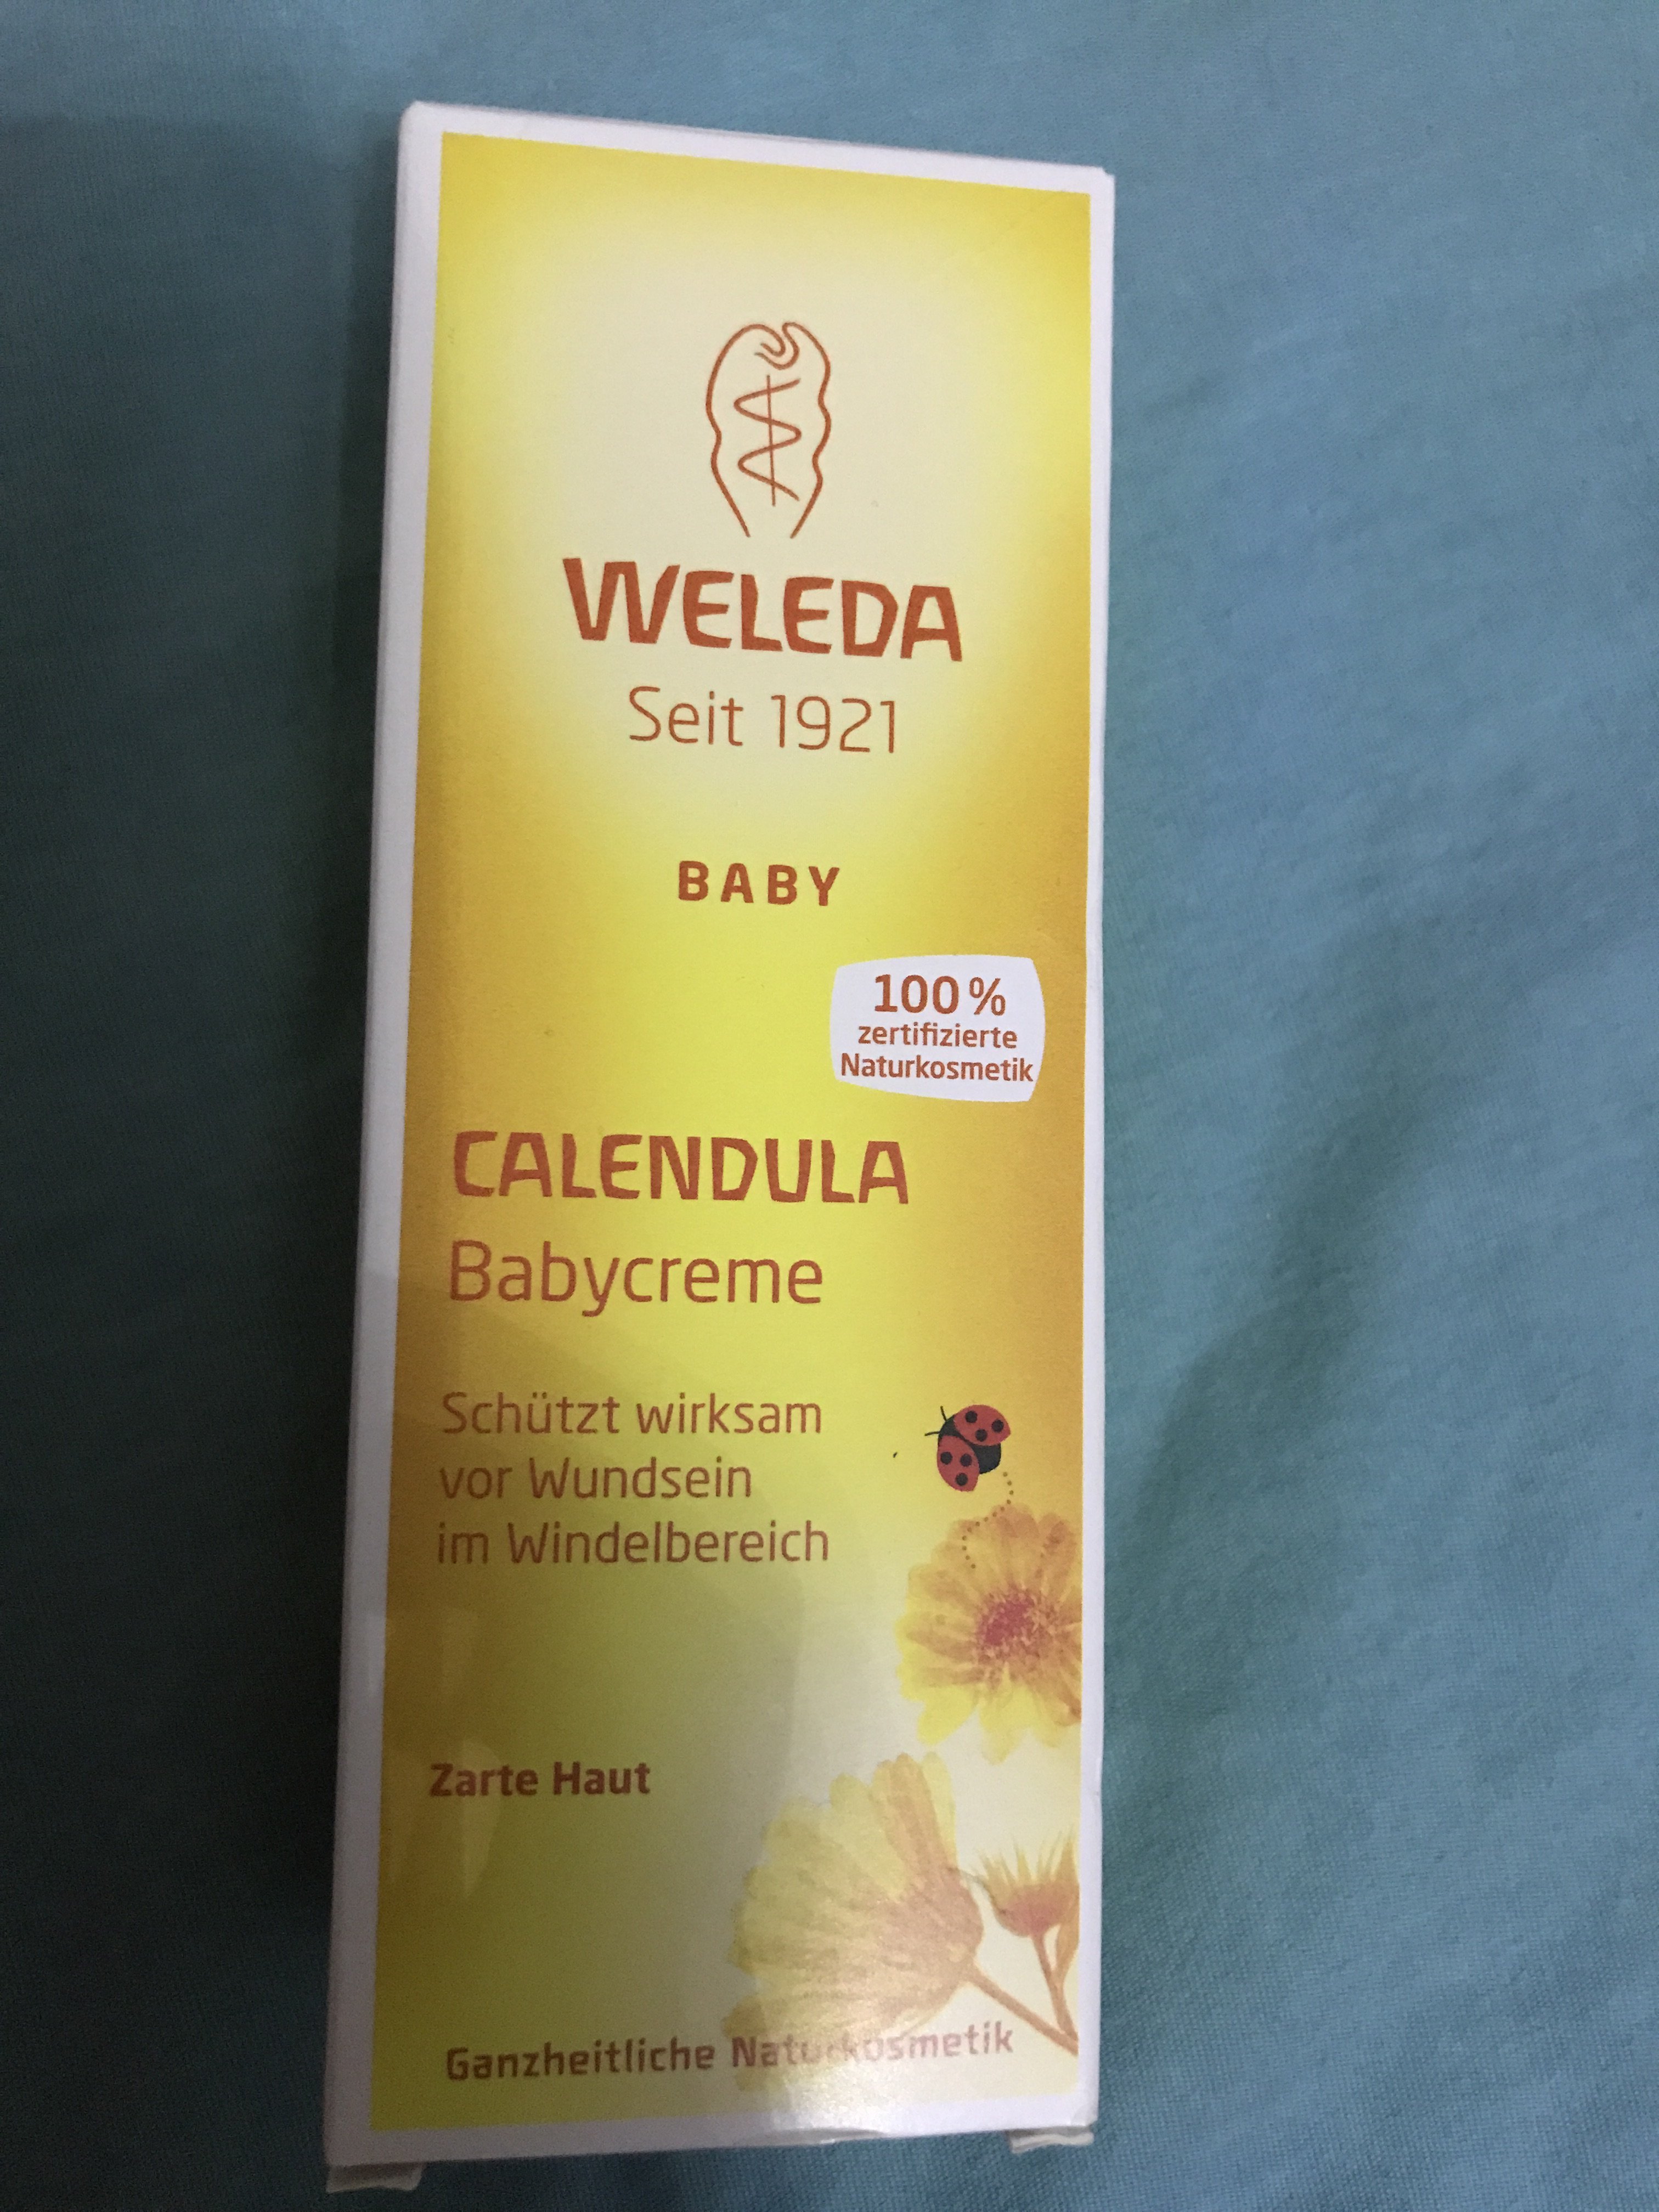 WELEDA
Seit 1921
BABY
100 %
zertifizierte
Naturkosmetik
CALENDULA
Babycreme
Schützt wirksam
vor Wundsein
im Windelbereich
Zarte Haut
Ganzheitliche Naturkosmetik